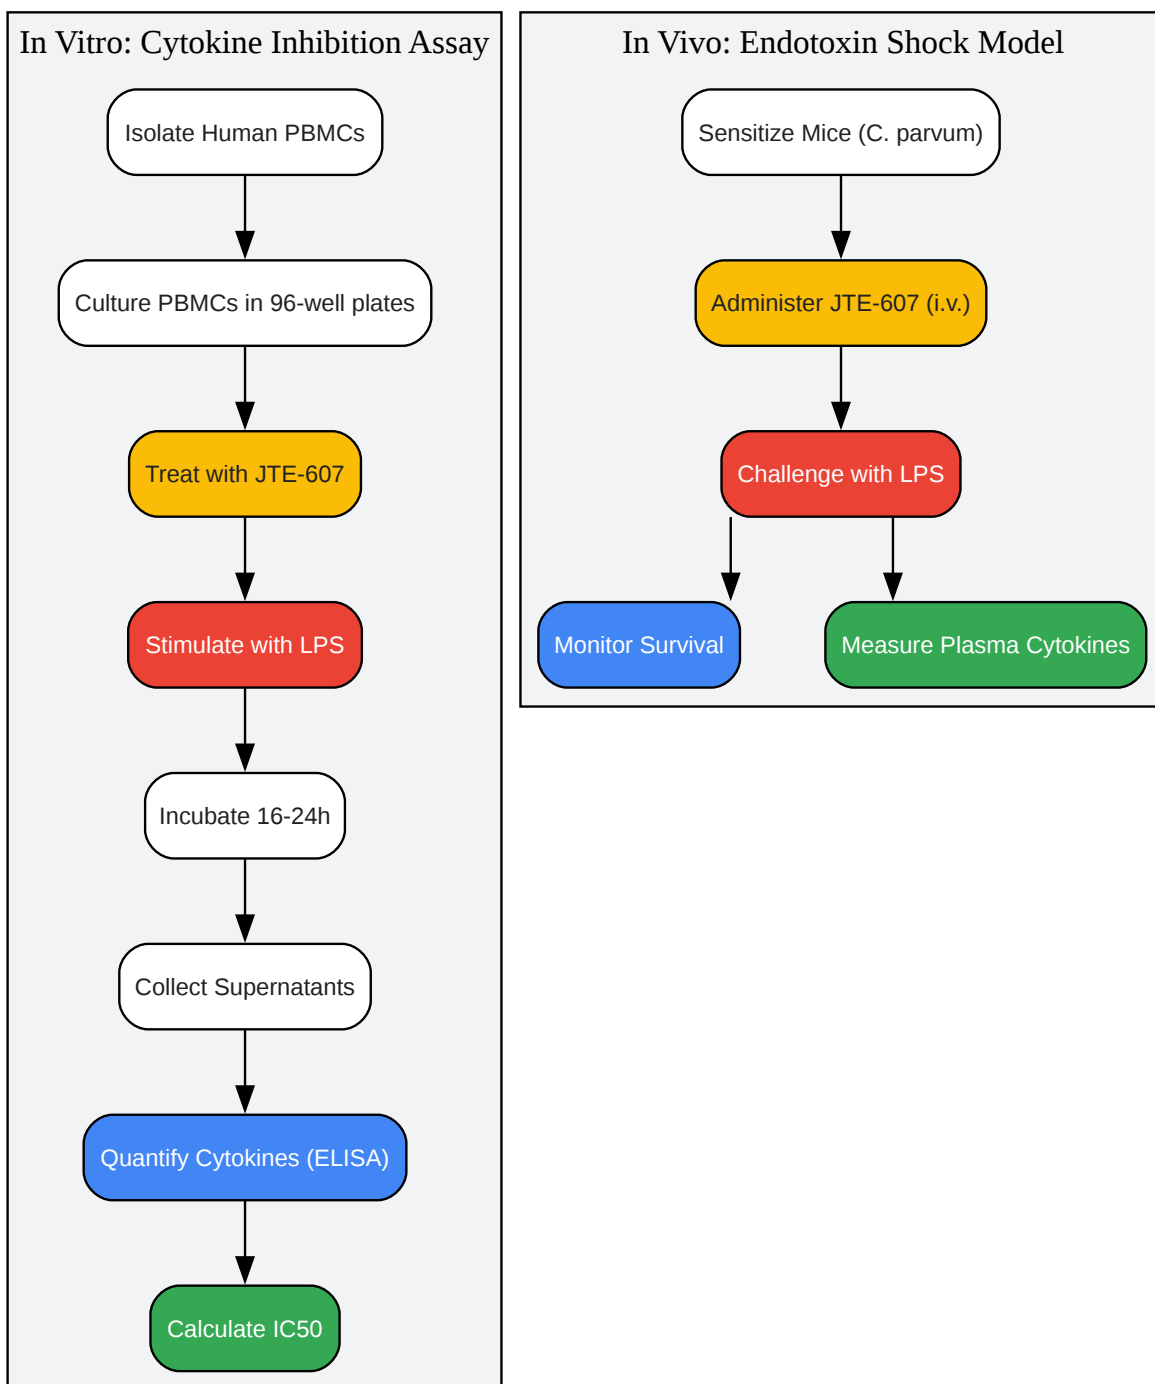 In Vitro: Cytokine Inhibition Assay
Isolate Human PBMCs
Culture PBMCs in 96-well plates
Treat with JTE-607
Stimulate with LPS
Incubate 16-24h
Collect Supernatants
Quantify Cytokines (ELISA)
Calculate IC50
In Vivo: Endotoxin Shock Model
Sensitize Mice (C. parvum)
Administer JTE-607 (i.v.)
Challenge with LPS
Monitor Survival
Measure Plasma Cytokines